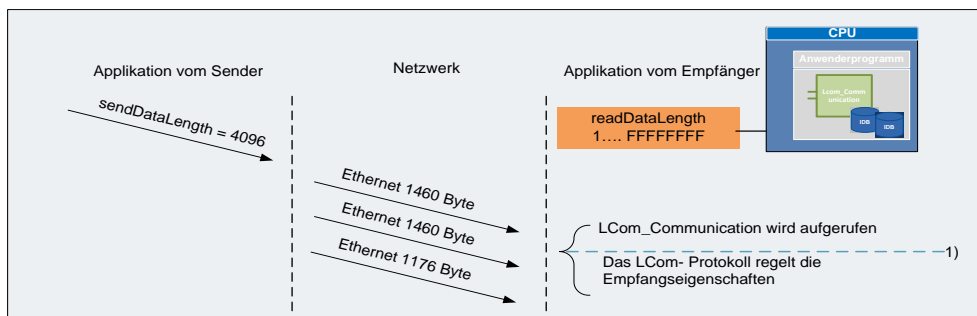 CPU
Anwenderprogramm
Lcom_Comm
unication
IDB
IDB
Applikation vom Sender
Netzwerk
Applikation vom Empfänger
sendDataLength = 4096
readDataLength
1.... FFFFFFFF
Ethernet 1460 Byte
Ethernet 1460 Byte
Ethernet 1176 Byte
LCom_Communication wird aufgerufen
1)
Das LCom- Protokoll regelt die
Empfangseigenschaften